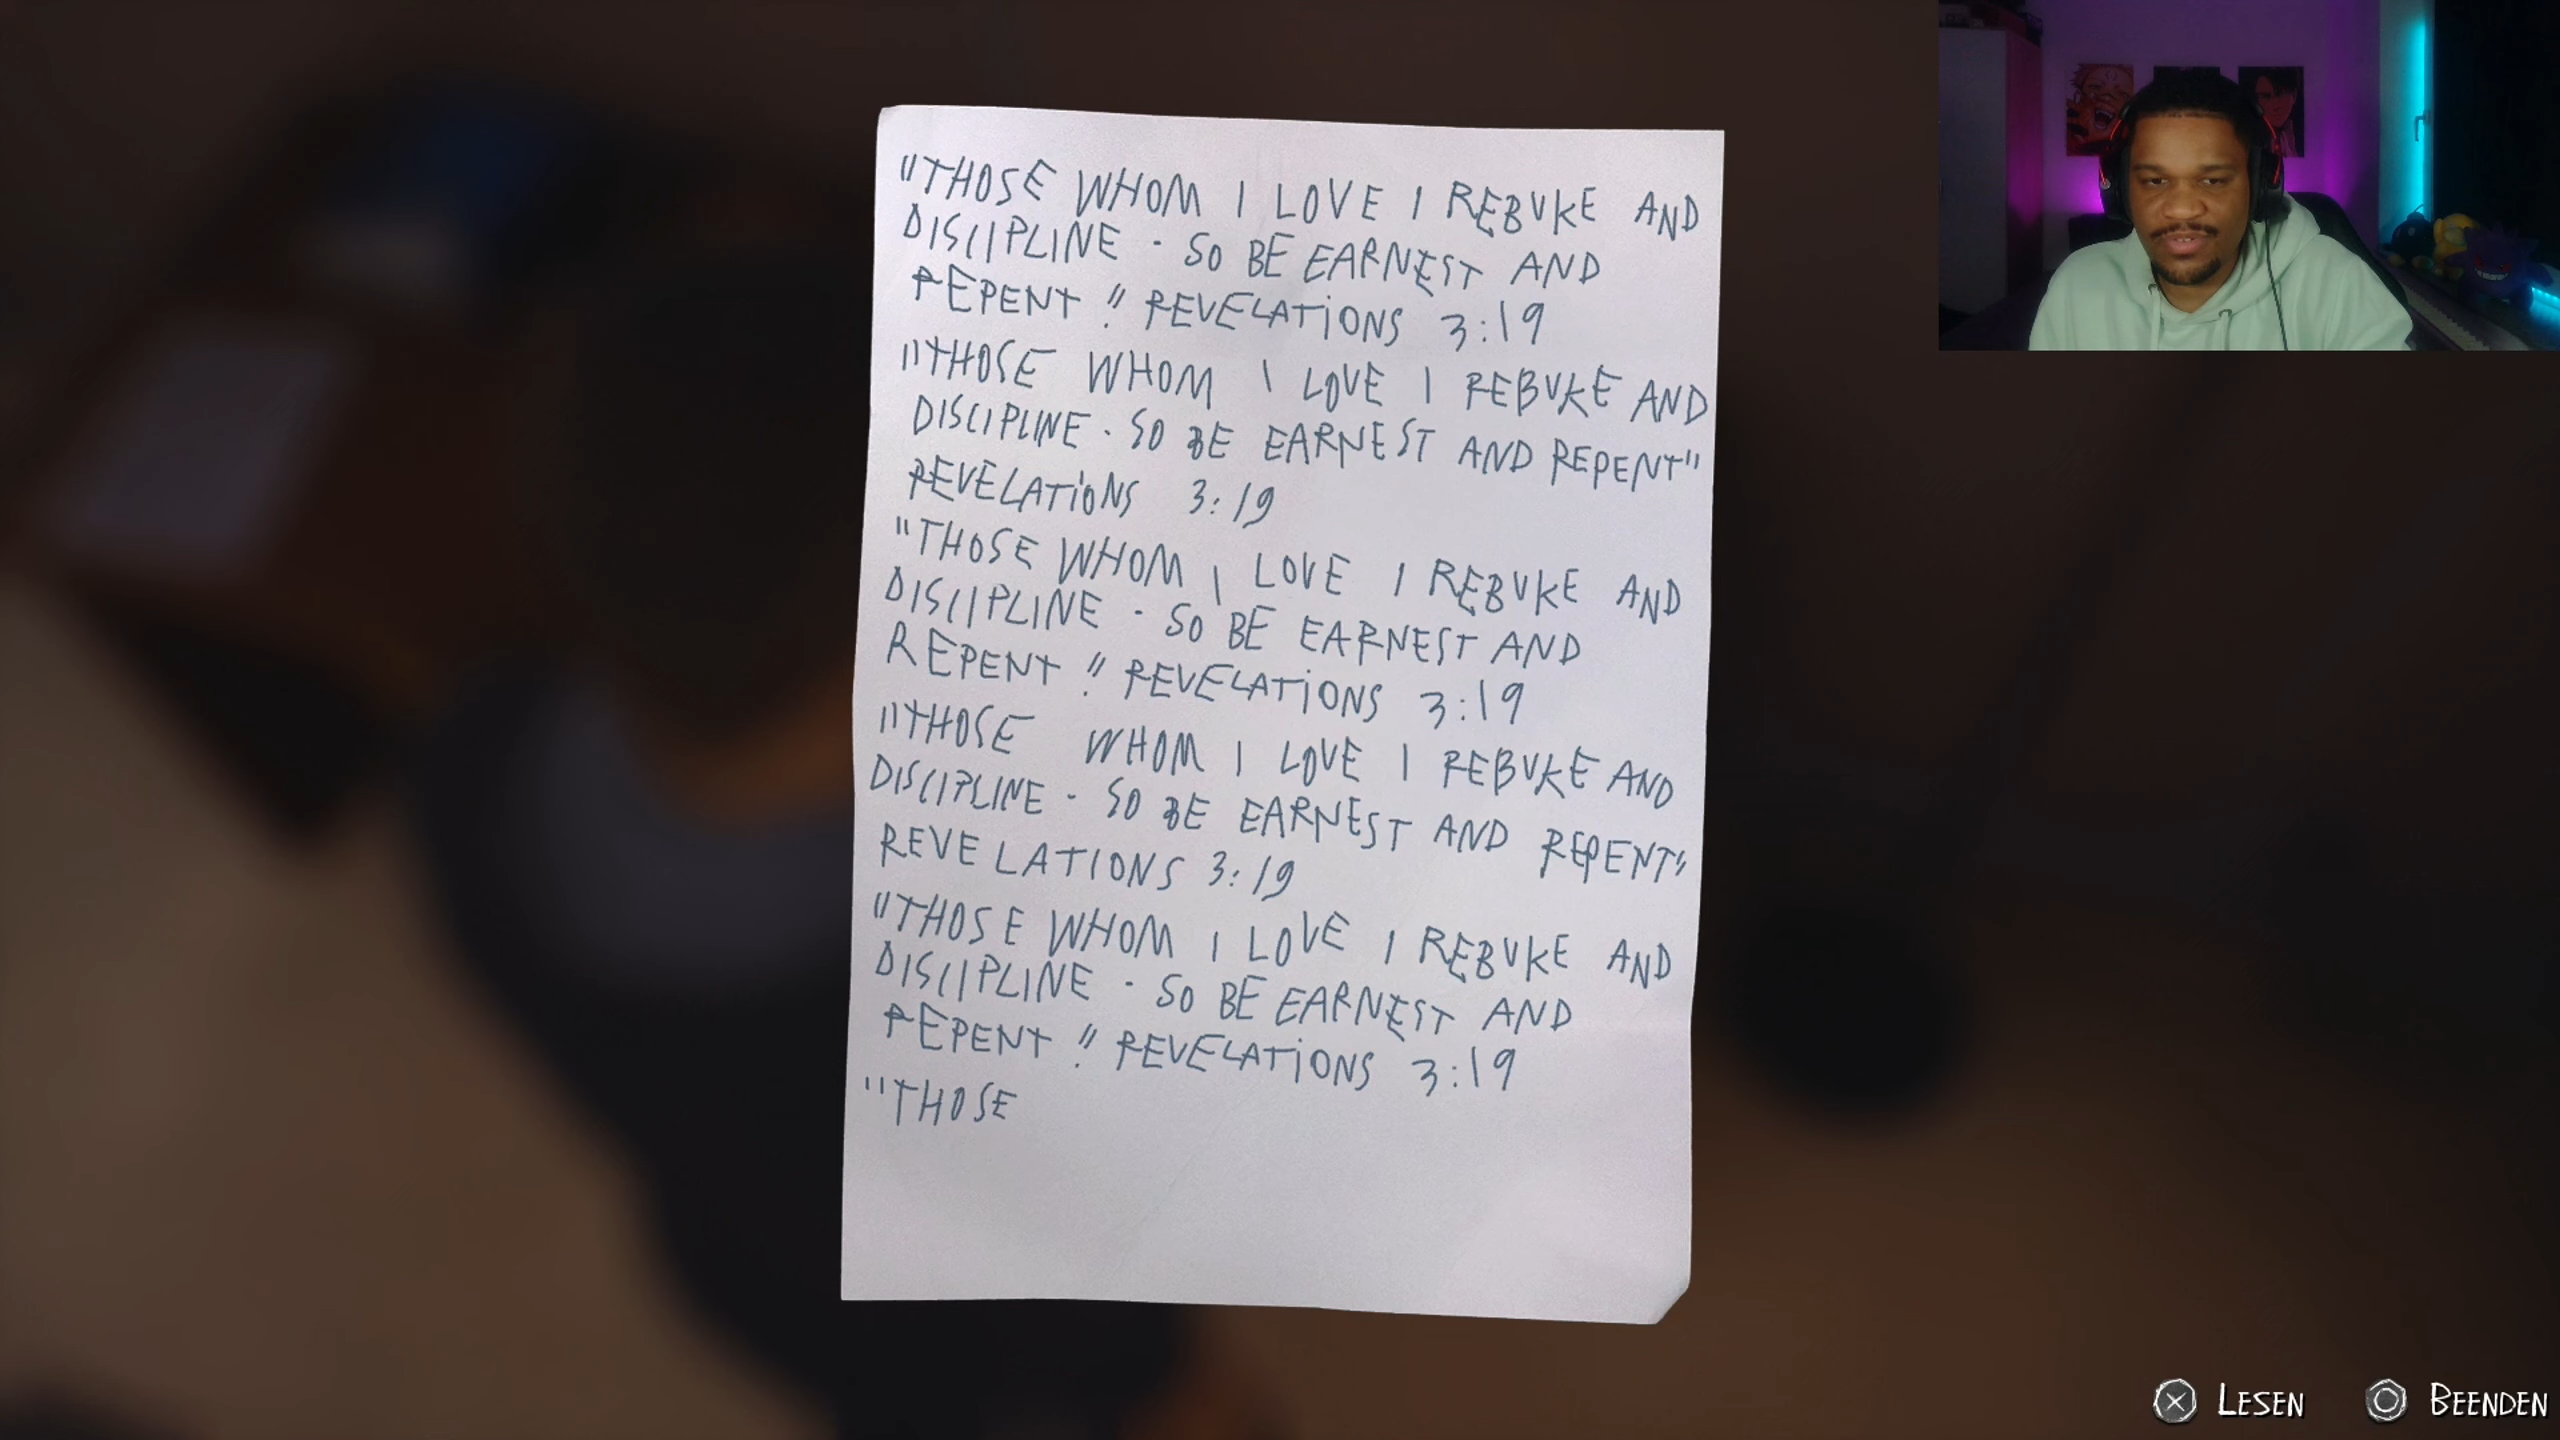 "THOSE WHOM I LOVE I REBUKE AND
DISCIPLINE - SO BE EARNEST AND
REPENT!" REVELATIONS 3:19
"THOSE WHOM I LOVE I REBUKE AND
DISCIPLINE - SO BE EARNEST AND REPENT"
REVELATIONS 3:19
"THOSE WHOM I LOVE I REBUKE AND
DISCIPLINE - SO BE EARNEST AND
REPENT!" REVELATIONS 3:19
"THOSE WHOM I LOVE I REBUKE AND
DISCIPLINE - SO BE EARNEST AND REPENT"
REVELATIONS 3:19
"THOSE WHOM I LOVE I REBUKE AND
DISCIPLINE - SO BE EARNEST AND
REPENT!" REVELATIONS 3:19
"THOSE
LESEN BEENDEN